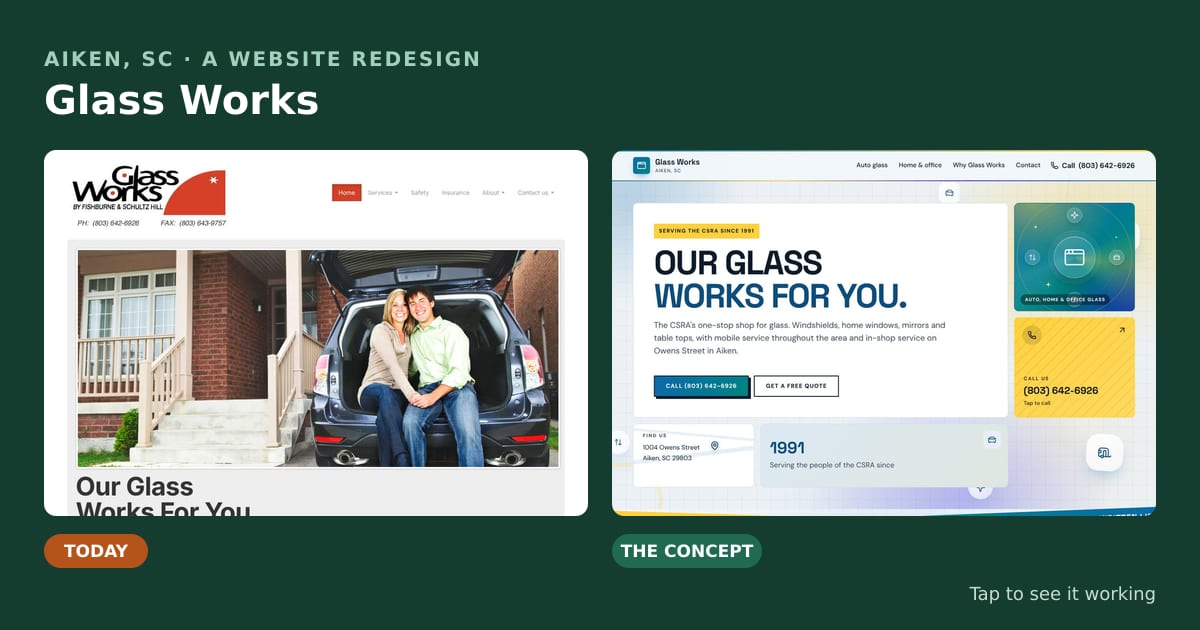 AIKEN, SC · A WEBSITE REDESIGN
Glass Works
Glass
Works
BY FISHBURNE & SCHULTZ HILL
PH: (803) 642-6926 FAX: (803) 643-9757
Home Services Safety Insurance About Contact us
Our Glass
Works For You
TODAY
Glass Works
AIKEN, SC
Auto glass Home & office Why Glass Works Contact Call (803) 642-6926
SERVING THE CSRA SINCE 1991
OUR GLASS
WORKS FOR YOU.
The CSRA's one-stop shop for glass. Windshields, home windows, mirrors and
table tops, with mobile service throughout the area and in-shop service on
Owens Street in Aiken.
CALL (803) 642-6926 GET A FREE QUOTE
AUTO, HOME & OFFICE GLASS
CALL US
(803) 642-6926
Tap to call
FIND US
1004 Owens Street
Aiken, SC 29803
1991
Serving the people of the CSRA since
THE CONCEPT
Tap to see it working